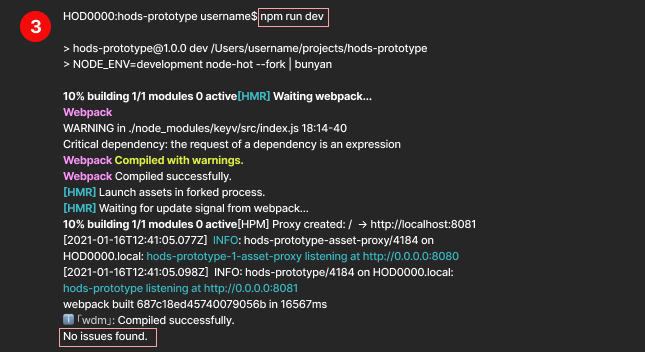 3
HOD0000:hods-prototype username$ npm run dev
> hods-prototype@1.0.0 dev /Users/username/projects/hods-prototype
> NODE_ENV=development node-hot --fork | bunyan
10% building 1/1 modules 0 active[HMR] Waiting webpack...
Webpack
WARNING in ./node_modules/keyv/src/index.js 18:14-40
Critical dependency: the request of a dependency is an expression
Webpack Compiled with warnings.
Webpack Compiled successfully.
[HMR] Launch assets in forked process.
[HMR] Waiting for update signal from webpack...
10% building 1/1 modules 0 active[HPM] Proxy created: / → http://localhost:8081
[2021-01-16T12:41:05.077Z] INFO: hods-prototype-asset-proxy/4184 on
HOD0000.local: hods-prototype-1-asset-proxy listening at http://0.0.0.0:8080
[2021-01-16T12:41:05.098Z] INFO: hods-prototype/4184 on HOD0000.local:
hods-prototype listening at http://0.0.0.0:8081
webpack built 687c18ed45740079056b in 16567ms
ℹ️ ｢wdm｣: Compiled successfully.
No issues found.